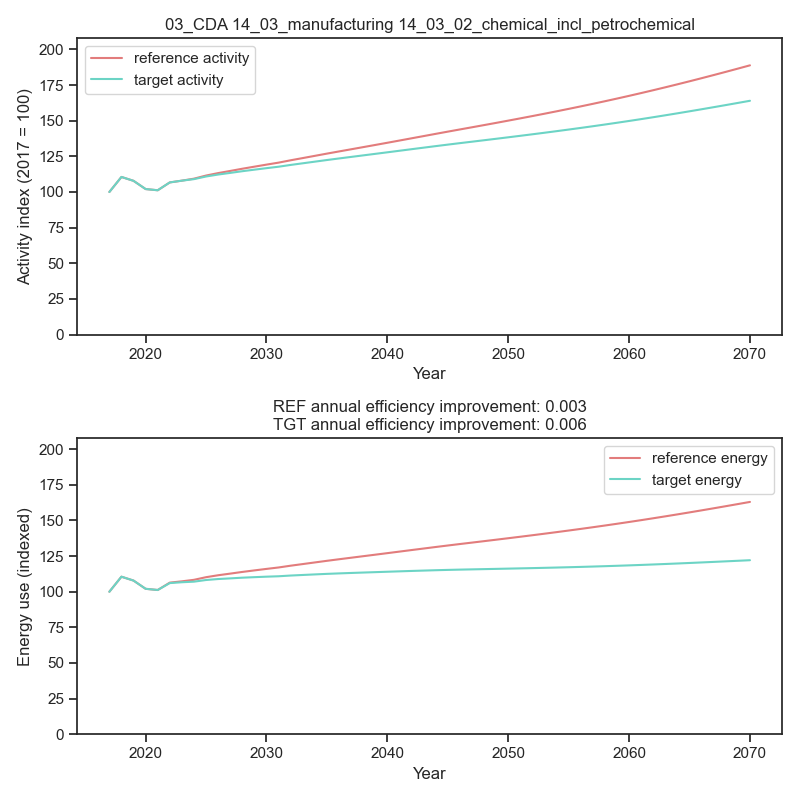 03_CDA 14_03_manufacturing 14_03_02_chemical_incl_petrochemical
200
175
150
125
100
75
50
25
0
Activity index (2017 = 100)
reference activity
target activity
2020 2030 2040 2050 2060 2070
Year
REF annual efficiency improvement: 0.003
TGT annual efficiency improvement: 0.006
200
175
150
125
100
75
50
25
0
Energy use (indexed)
reference energy
target energy
2020 2030 2040 2050 2060 2070
Year